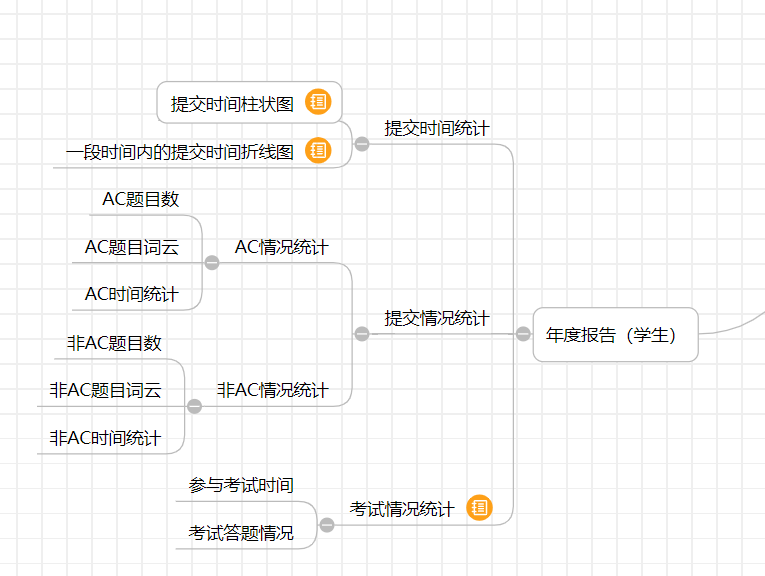 提交时间柱状图
提交时间统计
一段时间内的提交时间折线图
AC题目数
AC题目词云
AC情况统计
AC时间统计
提交情况统计
年度报告（学生）
非AC题目数
非AC题目词云
非AC情况统计
非AC时间统计
参与考试时间
考试情况统计
考试答题情况